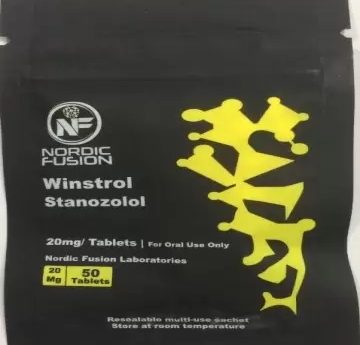 NF
NORDIC
FUSION
Winstrol
Stanozolol
20mg/ Tablets | For Oral Use Only
Nordic Fusion Laboratories
20 Mg
50 Tablets
Resealable multi-use sachet
Store at room temperature